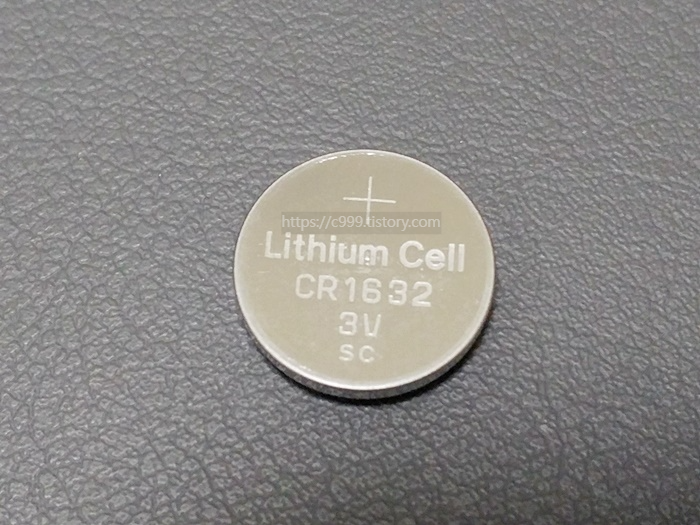 +
https://c999.tistory.com
Lithium Cell
CR1632
3V
SC